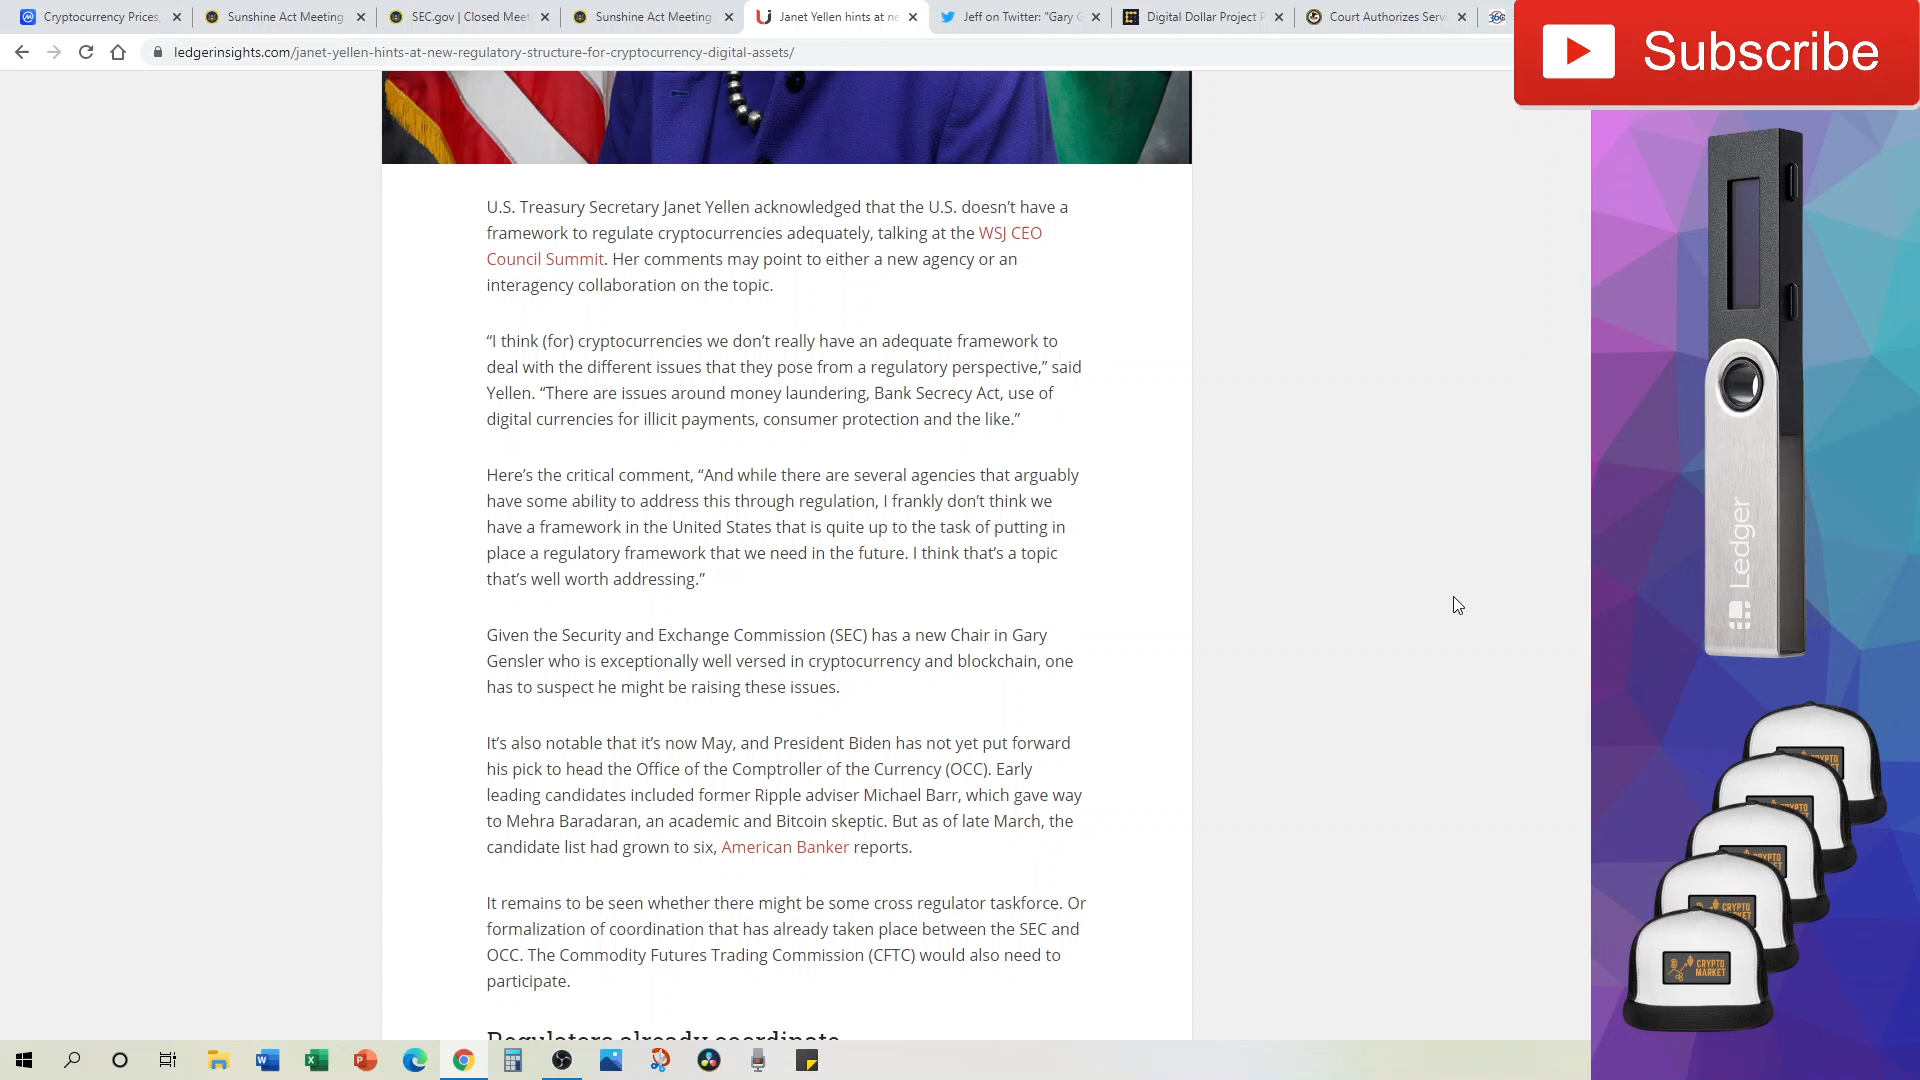 Cryptocurrency Prices,
Sunshine Act Meeting
SEC.gov | Closed Meet
Sunshine Act Meeting
Janet Yellen hints at ne
Jeff on Twitter: "Gary G
Digital Dollar Project P
Court Authorizes Servi
ledgerinsights.com/janet-yellen-hints-at-new-regulatory-structure-for-cryptocurrency-digital-assets/
Subscribe
U.S. Treasury Secretary Janet Yellen acknowledged that the U.S. doesn’t have a
framework to regulate cryptocurrencies adequately, talking at the WSJ CEO
Council Summit. Her comments may point to either a new agency or an
interagency collaboration on the topic.
“I think (for) cryptocurrencies we don’t really have an adequate framework to
deal with the different issues that they pose from a regulatory perspective,” said
Yellen. “There are issues around money laundering, Bank Secrecy Act, use of
digital currencies for illicit payments, consumer protection and the like.”
Here’s the critical comment, “And while there are several agencies that arguably
have some ability to address this through regulation, I frankly don’t think we
have a framework in the United States that is quite up to the task of putting in
place a regulatory framework that we need in the future. I think that’s a topic
that’s well worth addressing.”
Given the Security and Exchange Commission (SEC) has a new Chair in Gary
Gensler who is exceptionally well versed in cryptocurrency and blockchain, one
has to suspect he might be raising these issues.
It’s also notable that it’s now May, and President Biden has not yet put forward
his pick to head the Office of the Comptroller of the Currency (OCC). Early
leading candidates included former Ripple adviser Michael Barr, which gave way
to Mehra Baradaran, an academic and Bitcoin skeptic. But as of late March, the
candidate list had grown to six, American Banker reports.
It remains to be seen whether there might be some cross regulator taskforce. Or
formalization of coordination that has already taken place between the SEC and
OCC. The Commodity Futures Trading Commission (CFTC) would also need to
participate.
Regulators already coordinate
Ledger
CRYPTO
MARKET